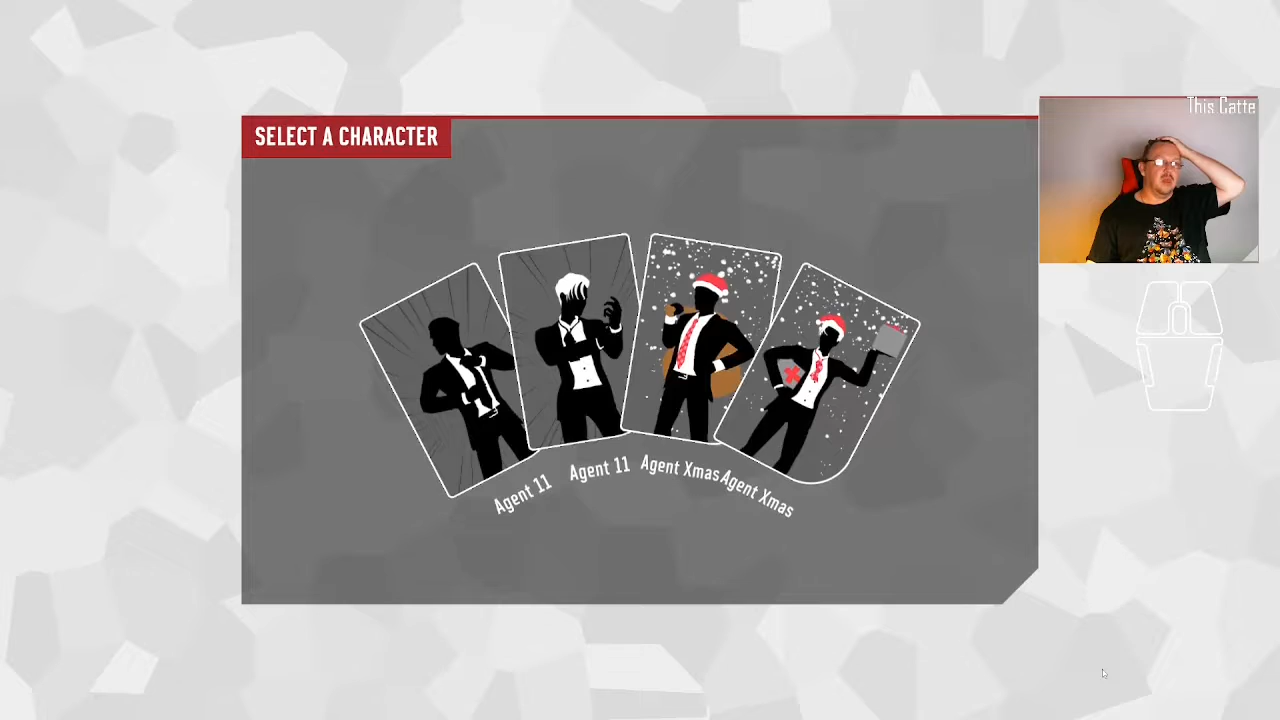 This Catte
SELECT A CHARACTER
Agent 11
Agent 11
Agent Xmas
Agent Xmas